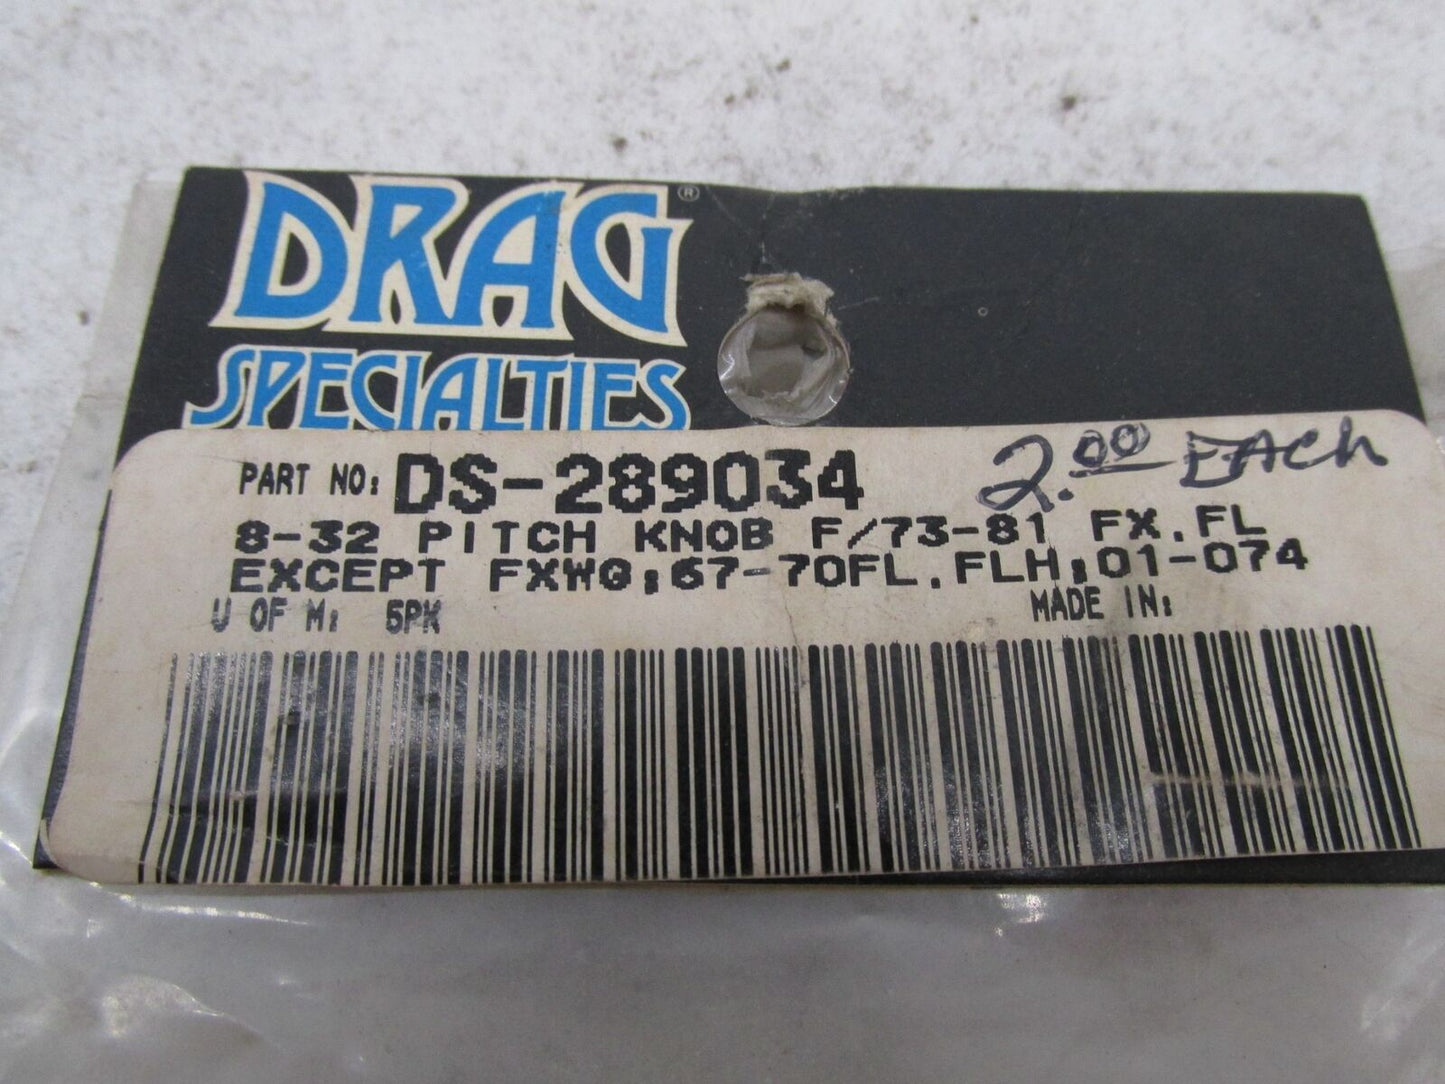 DRAG®
SPECIALTIES
PART NO: DS-289034
2.00 EACH
8-32 PITCH KNOB F/73-81 FX,FL
EXCEPT FXWG;67-70FL,FLH;01-074
U OF M: 5PK
MADE IN: